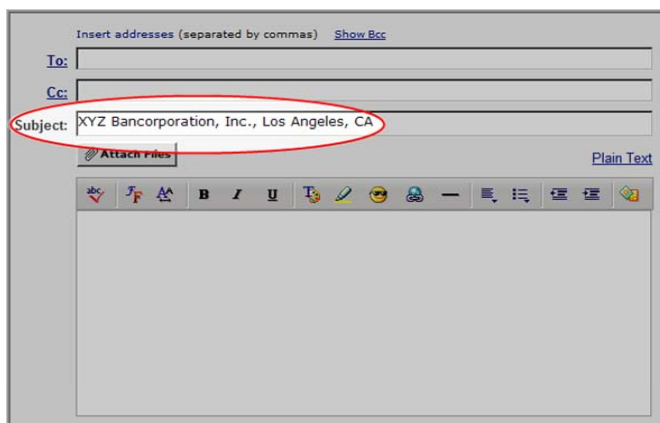 Insert addresses (separated by commas) Show Bcc
To:
Cc:
Subject: XYZ Bancorporation, Inc., Los Angeles, CA
Attach Files
Plain Text
abc F F A A B I U T